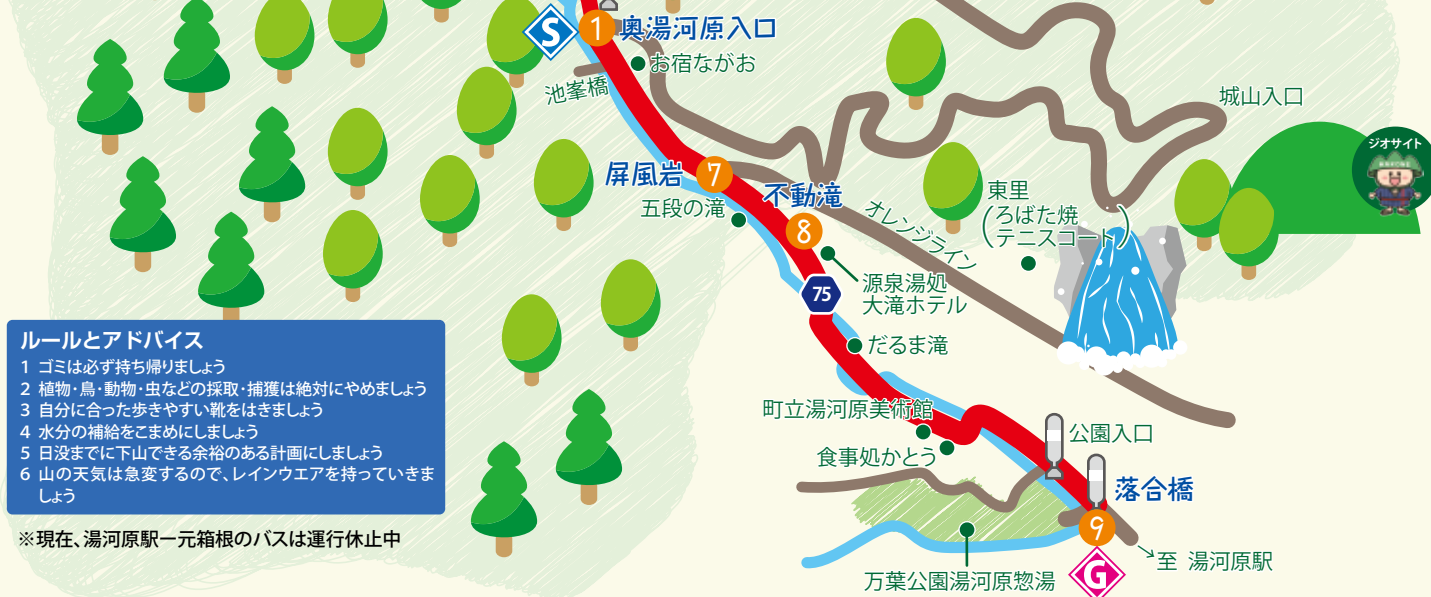 S
1
奥湯河原入口
お宿ながお
池峯橋
城山入口
ジオサイト
屏風岩
7
不動滝
五段の滝
8
オレンジライン
東里
(ろばた焼
テニスコート)
源泉湯処
大滝ホテル
75
だるま滝
ルールとアドバイス
1 ゴミは必ず持ち帰りましょう
2 植物・鳥・動物・虫などの採取・捕獲は絶対にやめましょう
3 自分に合った歩きやすい靴をはきましょう
4 水分の補給をこまめにしましょう
5 日没までに下山できる余裕のある計画にしましょう
6 山の天気は急変するので、レインウエアを持っていきま
しょう
※現在、湯河原駅ー元箱根のバスは運行休止中
町立湯河原美術館
食事処かとう
公園入口
落合橋
9
G
至 湯河原駅
万葉公園湯河原惣湯